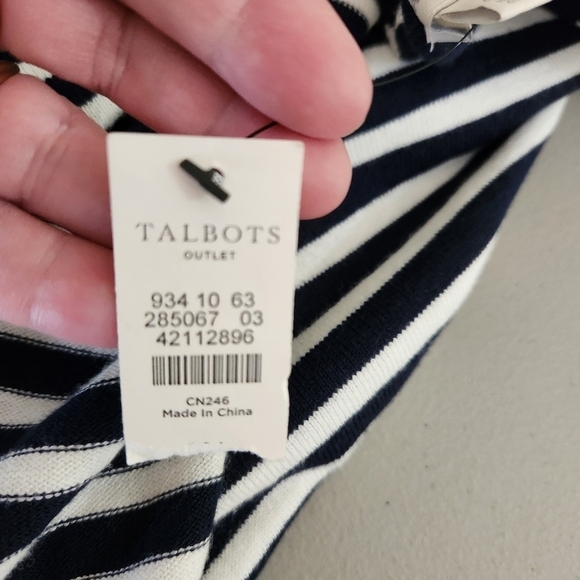 TALBOTS
OUTLET
934 10 63
285067 03
42112896
CN246
Made In China